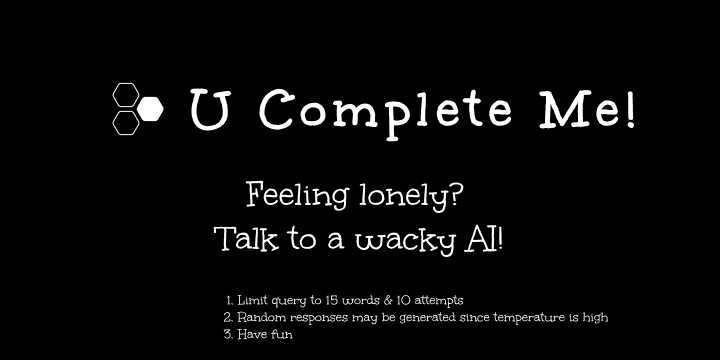 U Complete Me!
Feeling lonely?
Talk to a wacky AI!
1. Limit query to 15 words & 10 attempts
2. Random responses may be generated since temperature is high
3. Have fun